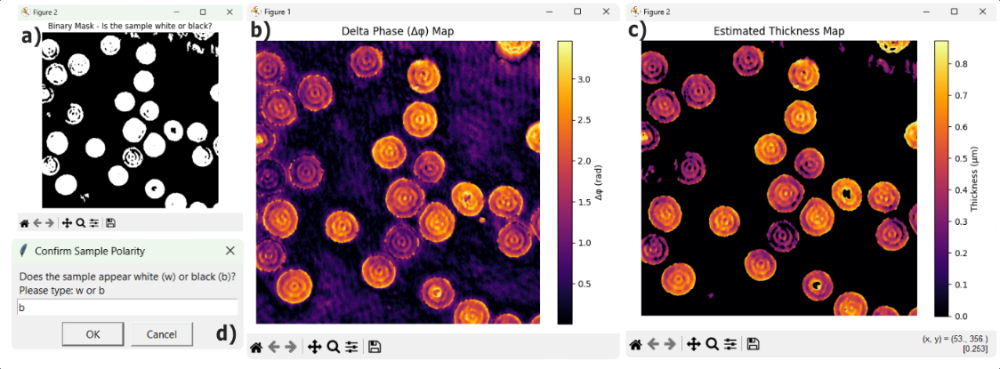 a)
Figure 2
Binary Mask - Is the sample white or black?
Confirm Sample Polarity
Does the sample appear white (w) or black (b)?
Please type: w or b
b
OK
Cancel
d)
b)
Figure 1
Delta Phase (Δφ) Map
3.0
2.5
2.0
1.5
1.0
0.5
Δφ (rad)
c)
Figure 2
Estimated Thickness Map
0.8
0.7
0.6
0.5
0.4
0.3
0.2
0.1
0.0
Thickness (μm)
(x, y) = (53., 356.)
[0.253]